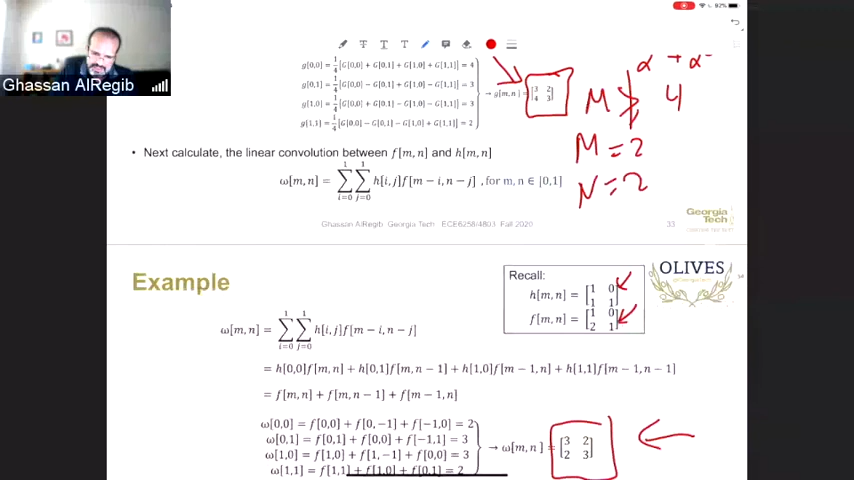 92%
Ghassan AlRegib
g[0,0] = 1/4 [G[0,0] + G[0,1] + G[1,0] + G[1,1]] = 4
g[0,1] = 1/4 [G[0,0] − G[0,1] + G[1,0] − G[1,1]] = 3
g[1,0] = 1/4 [G[0,0] + G[0,1] − G[1,0] − G[1,1]] = 3
g[1,1] = 1/4 [G[0,0] − G[0,1] − G[1,0] + G[1,1]] = 2
→ g[m,n] = [3 2
4 3]
M α + α-
4
M = 2
N = 2
• Next calculate, the linear convolution between f[m,n] and h[m,n]
ω[m,n] = ∑ i=0 1 ∑ j=0 1 h[i,j]f[m − i, n − j] , for m, n ∈ [0,1]
Ghassan AlRegib Georgia Tech ECE6258/4803 Fall 2020
33
Georgia
Tech
Example
Recall:
h[m,n] = [1 0
1 1]
f[m,n] = [1 0
2 1]
OLIVES
ω[m,n] = ∑ i=0 1 ∑ j=0 1 h[i,j]f[m − i, n − j]
= h[0,0]f[m,n] + h[0,1]f[m,n − 1] + h[1,0]f[m − 1,n] + h[1,1]f[m − 1,n − 1]
= f[m,n] + f[m,n − 1] + f[m − 1,n]
ω[0,0] = f[0,0] + f[0,−1] + f[−1,0] = 2
ω[0,1] = f[0,1] + f[0,0] + f[−1,1] = 3
ω[1,0] = f[1,0] + f[1,−1] + f[0,0] = 3
ω[1,1] = f[1,1] + f[1,0] + f[0,1] = 2
→ ω[m,n] = [3 2
2 3]